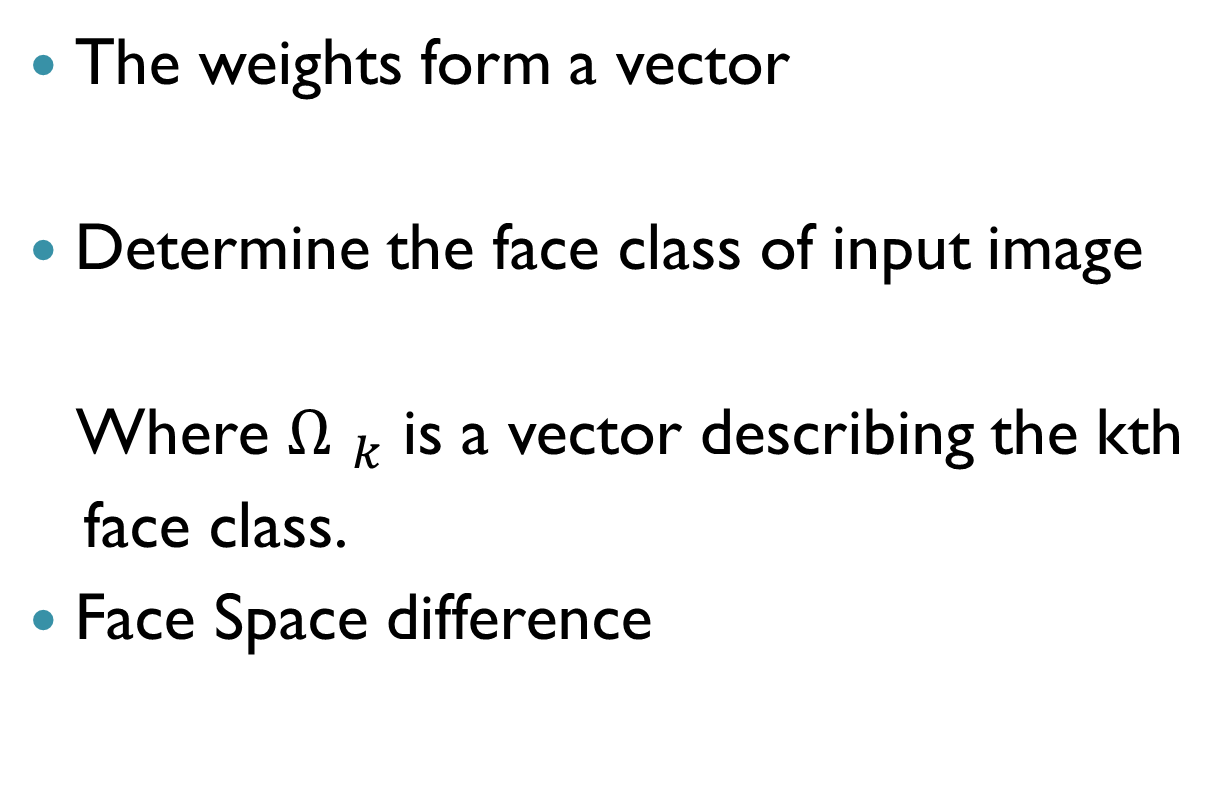 • The weights form a vector
• Determine the face class of input image
Where Ω k is a vector describing the kth
face class.
• Face Space difference